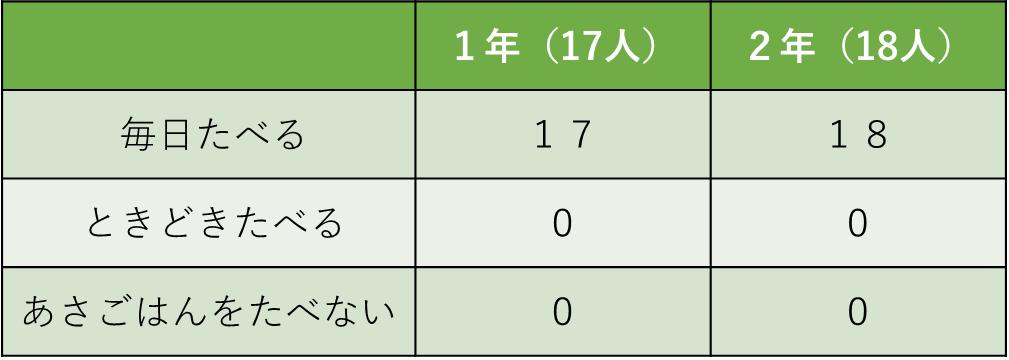 １年（17人） ２年（18人）
毎日たべる １７ １８
ときどきたべる 0 0
あさごはんをたべない 0 0